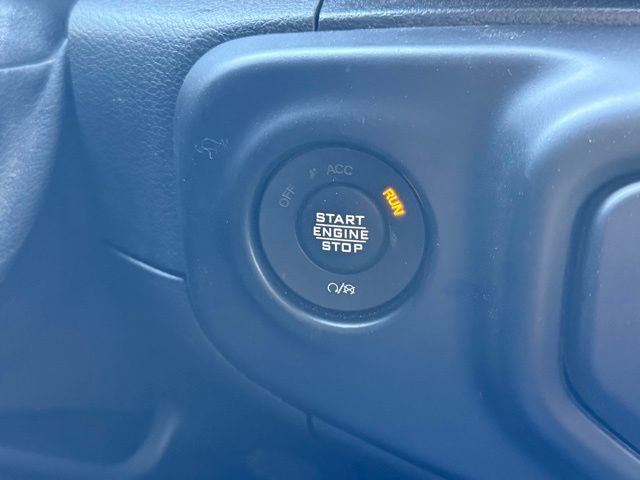 OFF ACC RUN
START
ENGINE
STOP